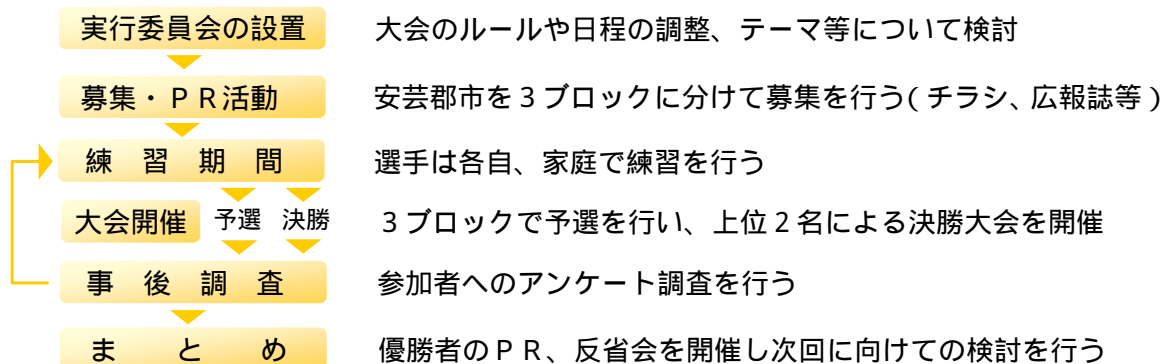 実行委員会の設置 大会のルールや日程の調整、テーマ等について検討
募集・ＰＲ活動 安芸郡市を３ブロックに分けて募集を行う(チラシ、広報誌等)
練習期間 選手は各自、家庭で練習を行う
大会開催 予選 決勝 ３ブロックで予選を行い、上位２名による決勝大会を開催
事後調査 参加者へのアンケート調査を行う
まとめ 優勝者のＰＲ、反省会を開催し次回に向けての検討を行う